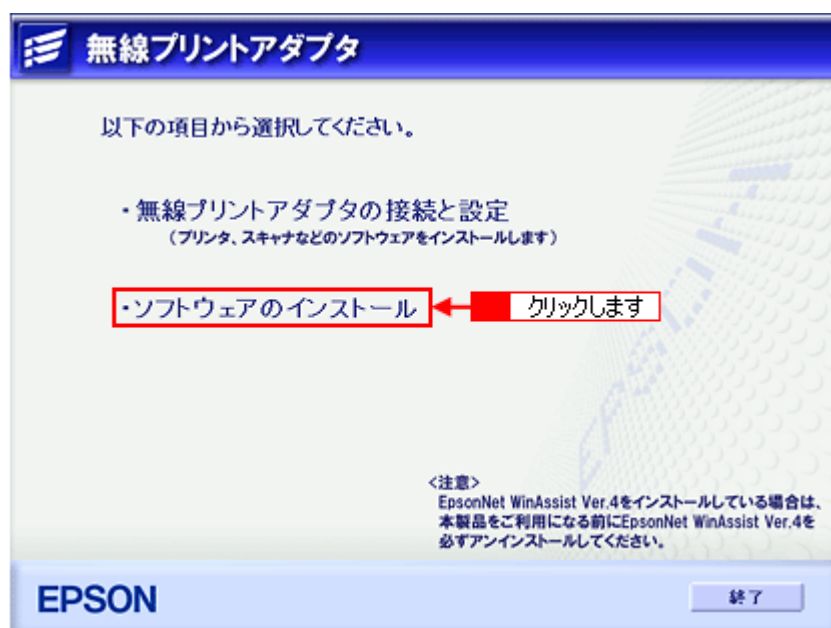 無線プリントアダプタ
以下の項目から選択してください。
・無線プリントアダプタの接続と設定
（プリンタ、スキャナなどのソフトウェアをインストールします）
・ソフトウェアのインストール
クリックします
<注意>
EpsonNet WinAssist Ver.4をインストールしている場合は、
本製品をご利用になる前にEpsonNet WinAssist Ver.4を
必ずアンインストールしてください。
EPSON
終了